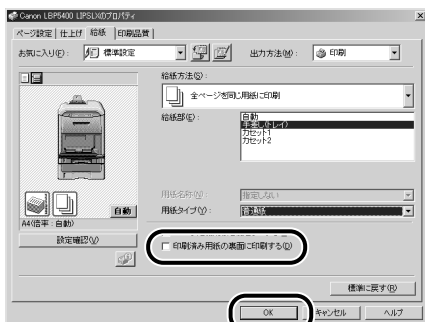 Canon LBP5400 LIPSLXのプロパティ
ページ設定 仕上げ 給紙 印刷品質
お気に入り(F): 標準設定 出力方法(M): 印刷
給紙方法(S):
全ページを同じ用紙に印刷
給紙部(E):
自動
手差し(トレイ)
カセット1
カセット2
用紙名称(N): 指定しない
自動
用紙タイプ(Y): 普通紙
A4(倍率:自動)
設定確認(V)
印刷済み用紙の裏面に印刷する(D)
標準に戻す(R)
OK キャンセル ヘルプ